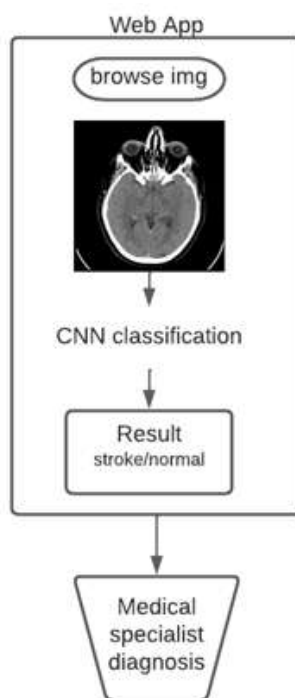 Web App
browse img
CNN classification
Result
stroke/normal
Medical
specialist
diagnosis